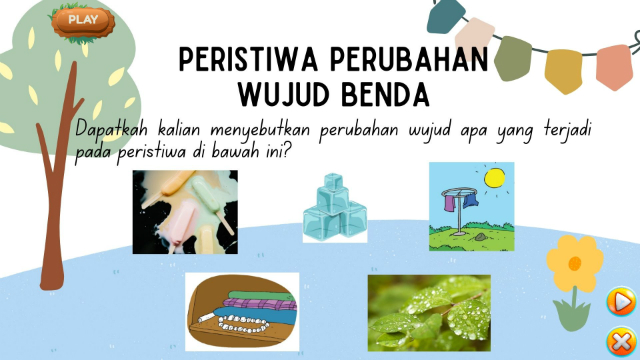 PLAY
PERISTIWA PERUBAHAN
WUJUD BENDA
Dapatkah kalian menyebutkan perubahan wujud apa yang terjadi
pada peristiwa di bawah ini?